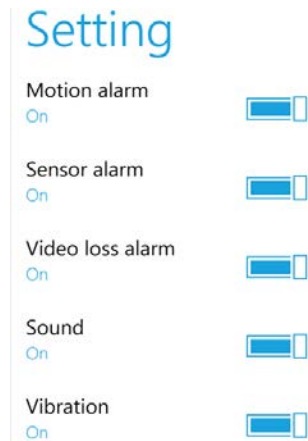 Setting
Motion alarm
On
Sensor alarm
On
Video loss alarm
On
Sound
On
Vibration
On